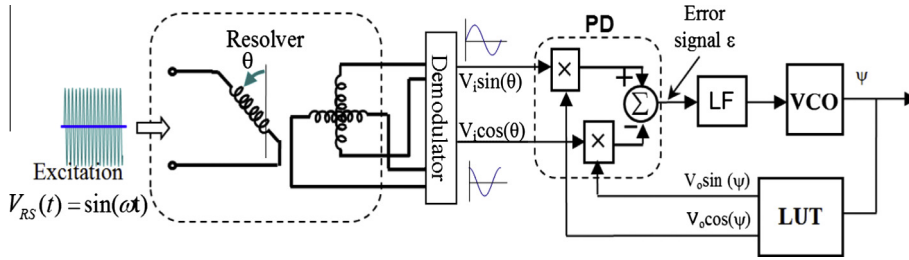 Resolver
θ
Excitation
V_RS(t) = sin(ωt)
Demodulator
V_i sin(θ)
V_i cos(θ)
PD
×
×
+
Σ
-
Error
signal ε
LF
VCO
ψ
V_o sin (ψ)
V_o cos(ψ)
LUT